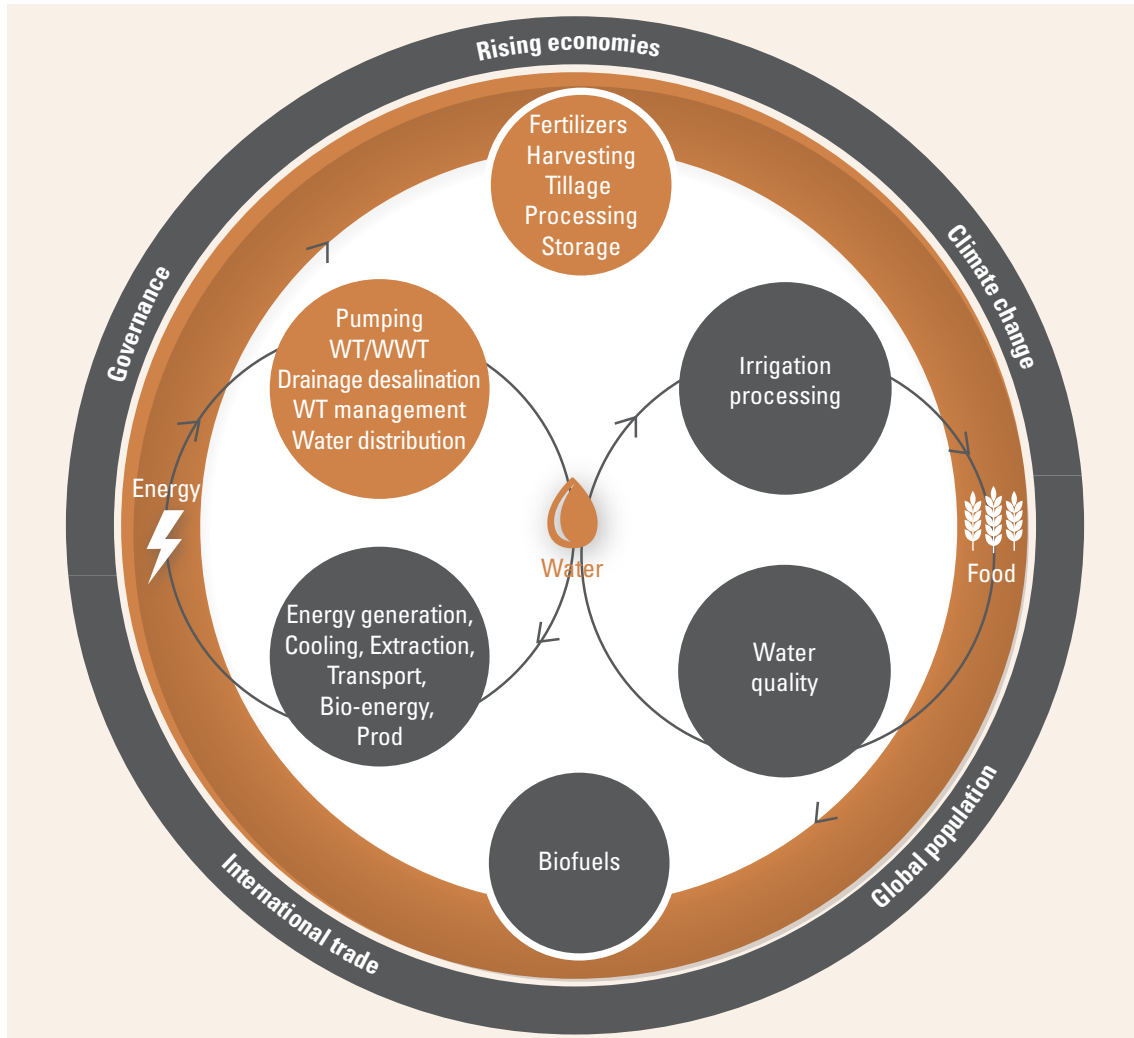 Rising economies
Fertilizers
Harvesting
Tillage
Processing
Storage
Governance
Climate change
Pumping
WT/WWT
Drainage desalination
WT management
Water distribution
Irrigation
processing
Energy
Water
Food
Energy generation,
Cooling, Extraction,
Transport,
Bio-energy,
Prod
Water
quality
Biofuels
International trade
Global population